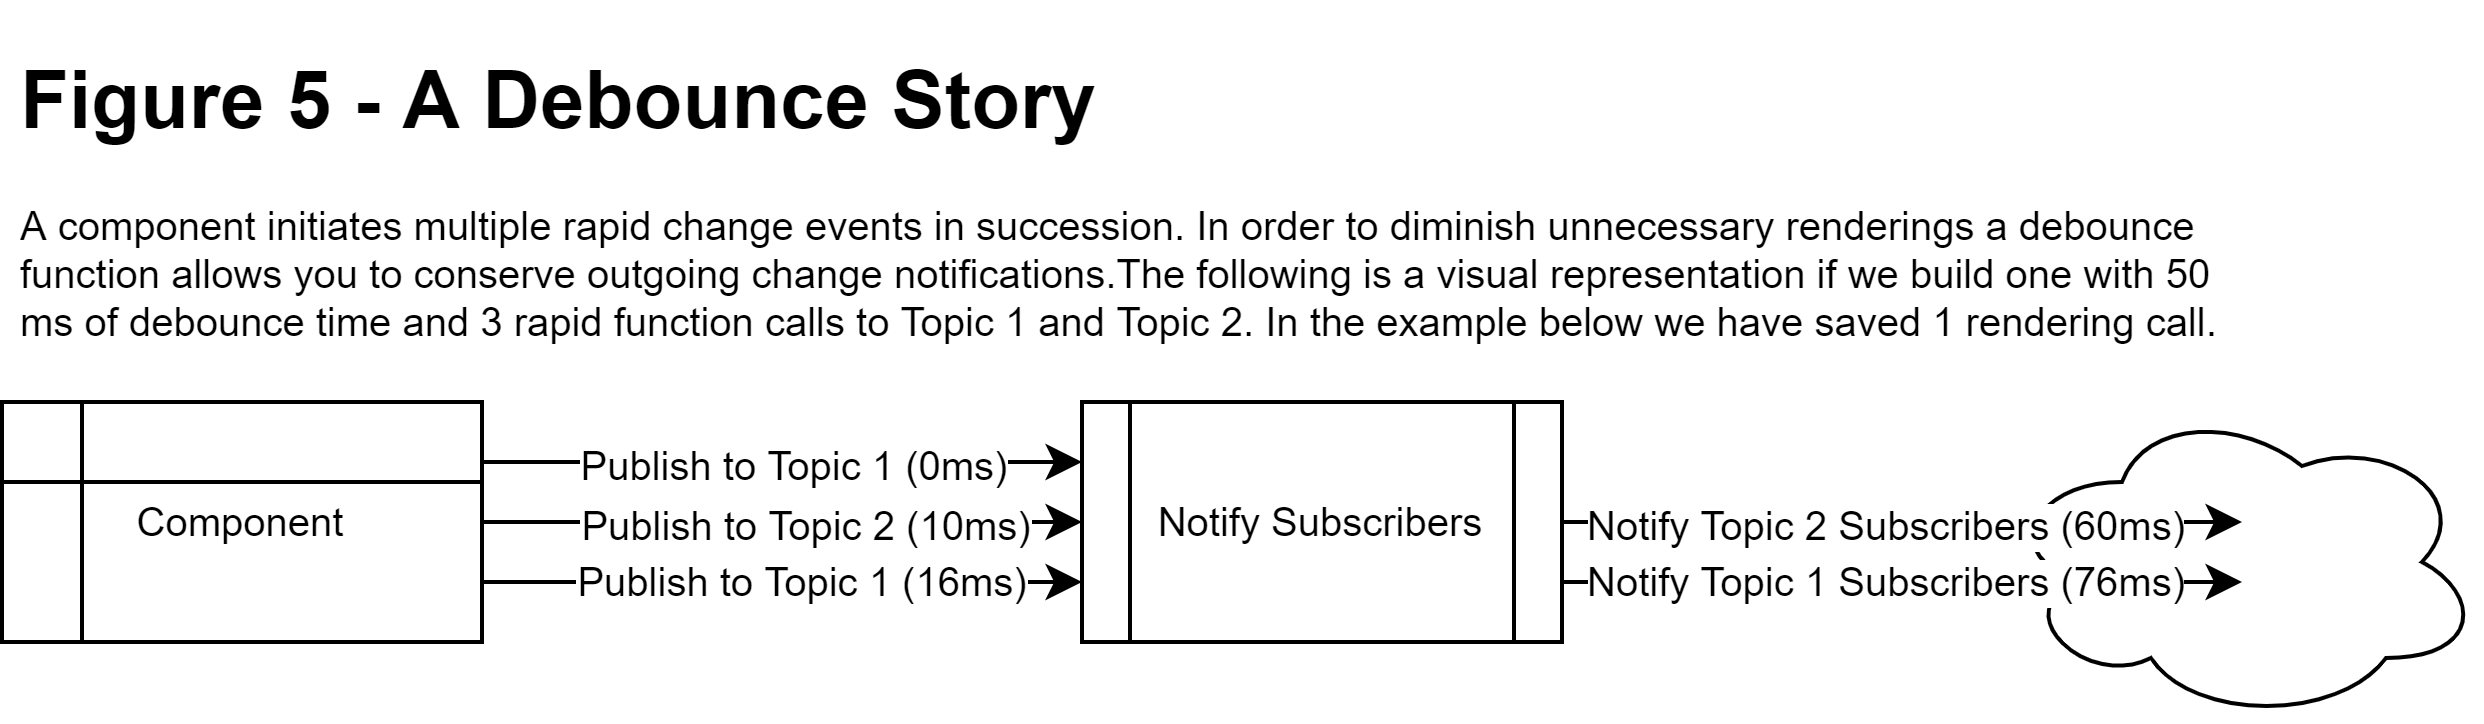 Figure 5 - A Debounce Story
A component initiates multiple rapid change events in succession. In order to diminish unnecessary renderings a debounce
function allows you to conserve outgoing change notifications.The following is a visual representation if we build one with 50
ms of debounce time and 3 rapid function calls to Topic 1 and Topic 2. In the example below we have saved 1 rendering call.
Component
Publish to Topic 1 (0ms)
Publish to Topic 2 (10ms)
Publish to Topic 1 (16ms)
Notify Subscribers
Notify Topic 2 Subscribers (60ms)
Notify Topic 1 Subscribers (76ms)